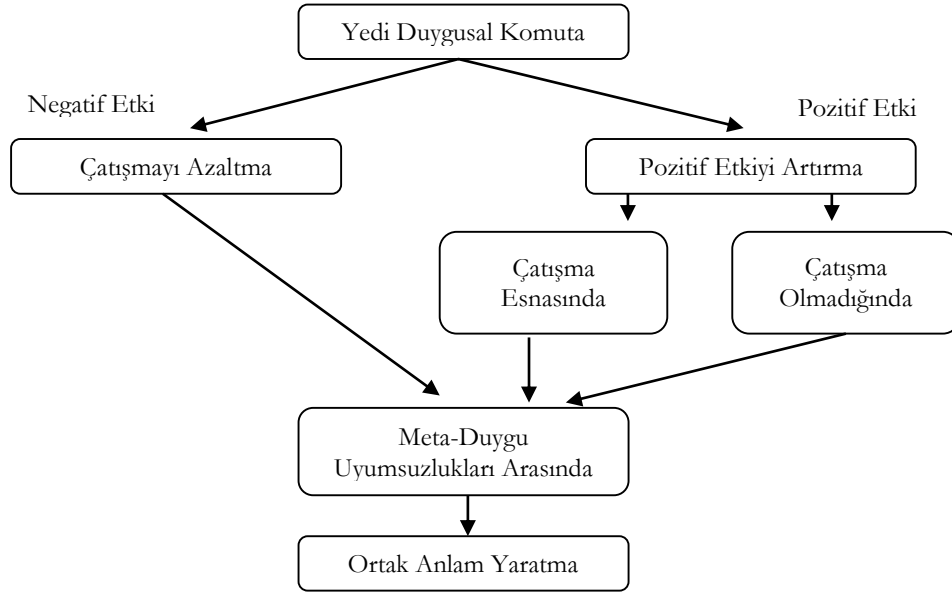 Yedi Duygusal Komuta
Negatif Etki
Pozitif Etki
Çatışmayı Azaltma
Pozitif Etkiyi Artırma
Çatışma
Esnasında
Çatışma
Olmadığında
Meta-Duygu
Uyumsuzlukları Arasında
Ortak Anlam Yaratma